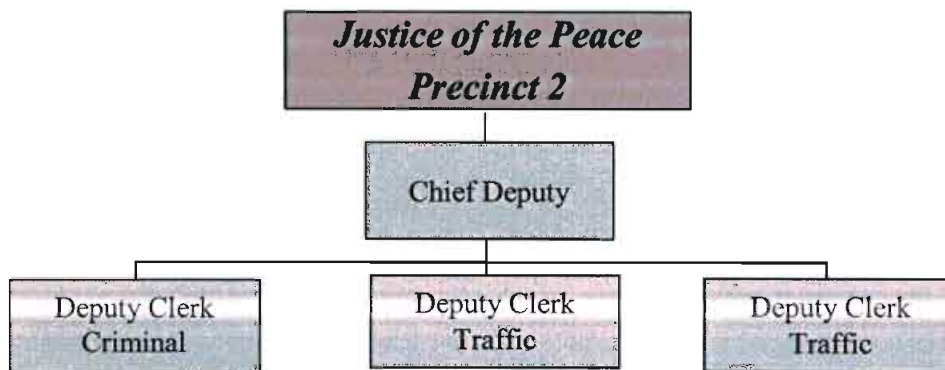 Justice of the Peace
Precinct 2
Chief Deputy
Deputy Clerk
Criminal
Deputy Clerk
Traffic
Deputy Clerk
Traffic